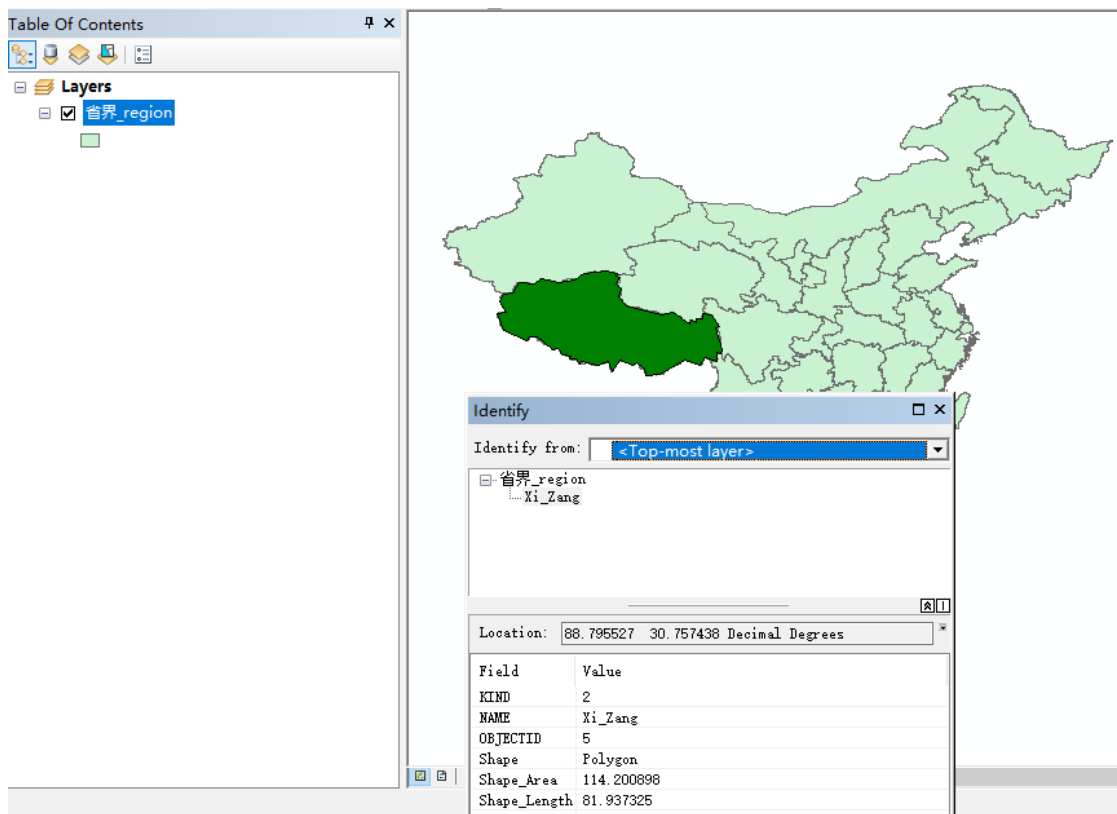 Table Of Contents
Layers
省界_region
Identify
Identify from:
<Top-most layer>
省界_region
Xi_Zang
Location: 88.795527 30.757438 Decimal Degrees
Field Value
KIND 2
NAME Xi_Zang
OBJECTID 5
Shape Polygon
Shape_Area 114.200898
Shape_Length 81.937325